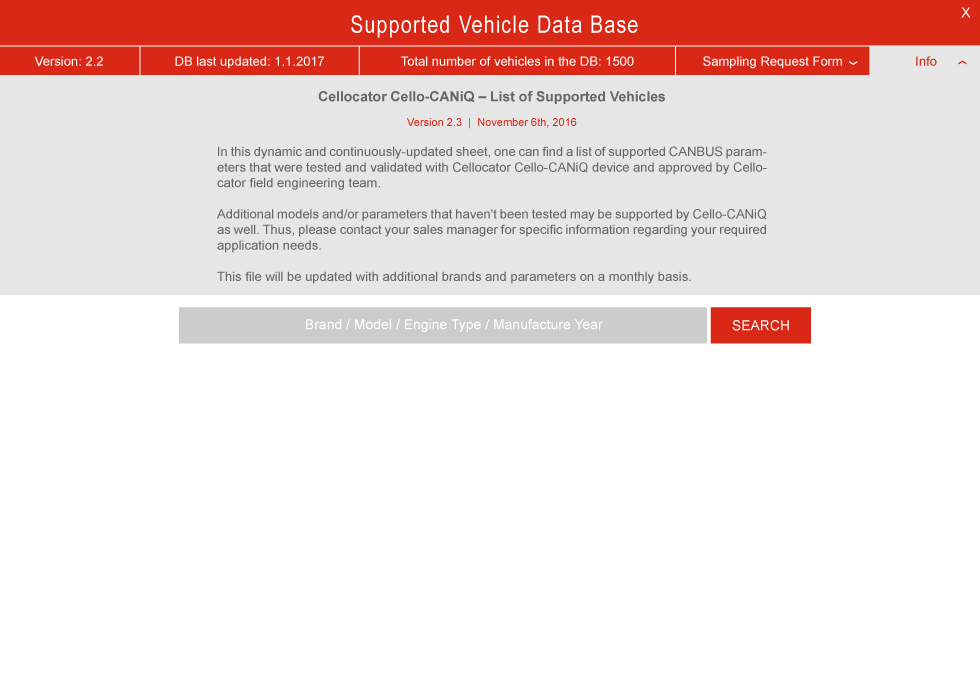 X
Supported Vehicle Data Base
Version: 2.2
DB last updated: 1.1.2017
Total number of vehicles in the DB: 1500
Sampling Request Form
Info
Cellocator Cello-CANiQ – List of Supported Vehicles
Version 2.3 | November 6th, 2016
In this dynamic and continuously-updated sheet, one can find a list of supported CANBUS param-
eters that were tested and validated with Cellocator Cello-CANiQ device and approved by Cello-
cator field engineering team.
Additional models and/or parameters that haven't been tested may be supported by Cello-CANiQ
as well. Thus, please contact your sales manager for specific information regarding your required
application needs.
This file will be updated with additional brands and parameters on a monthly basis.
Brand / Model / Engine Type / Manufacture Year
SEARCH